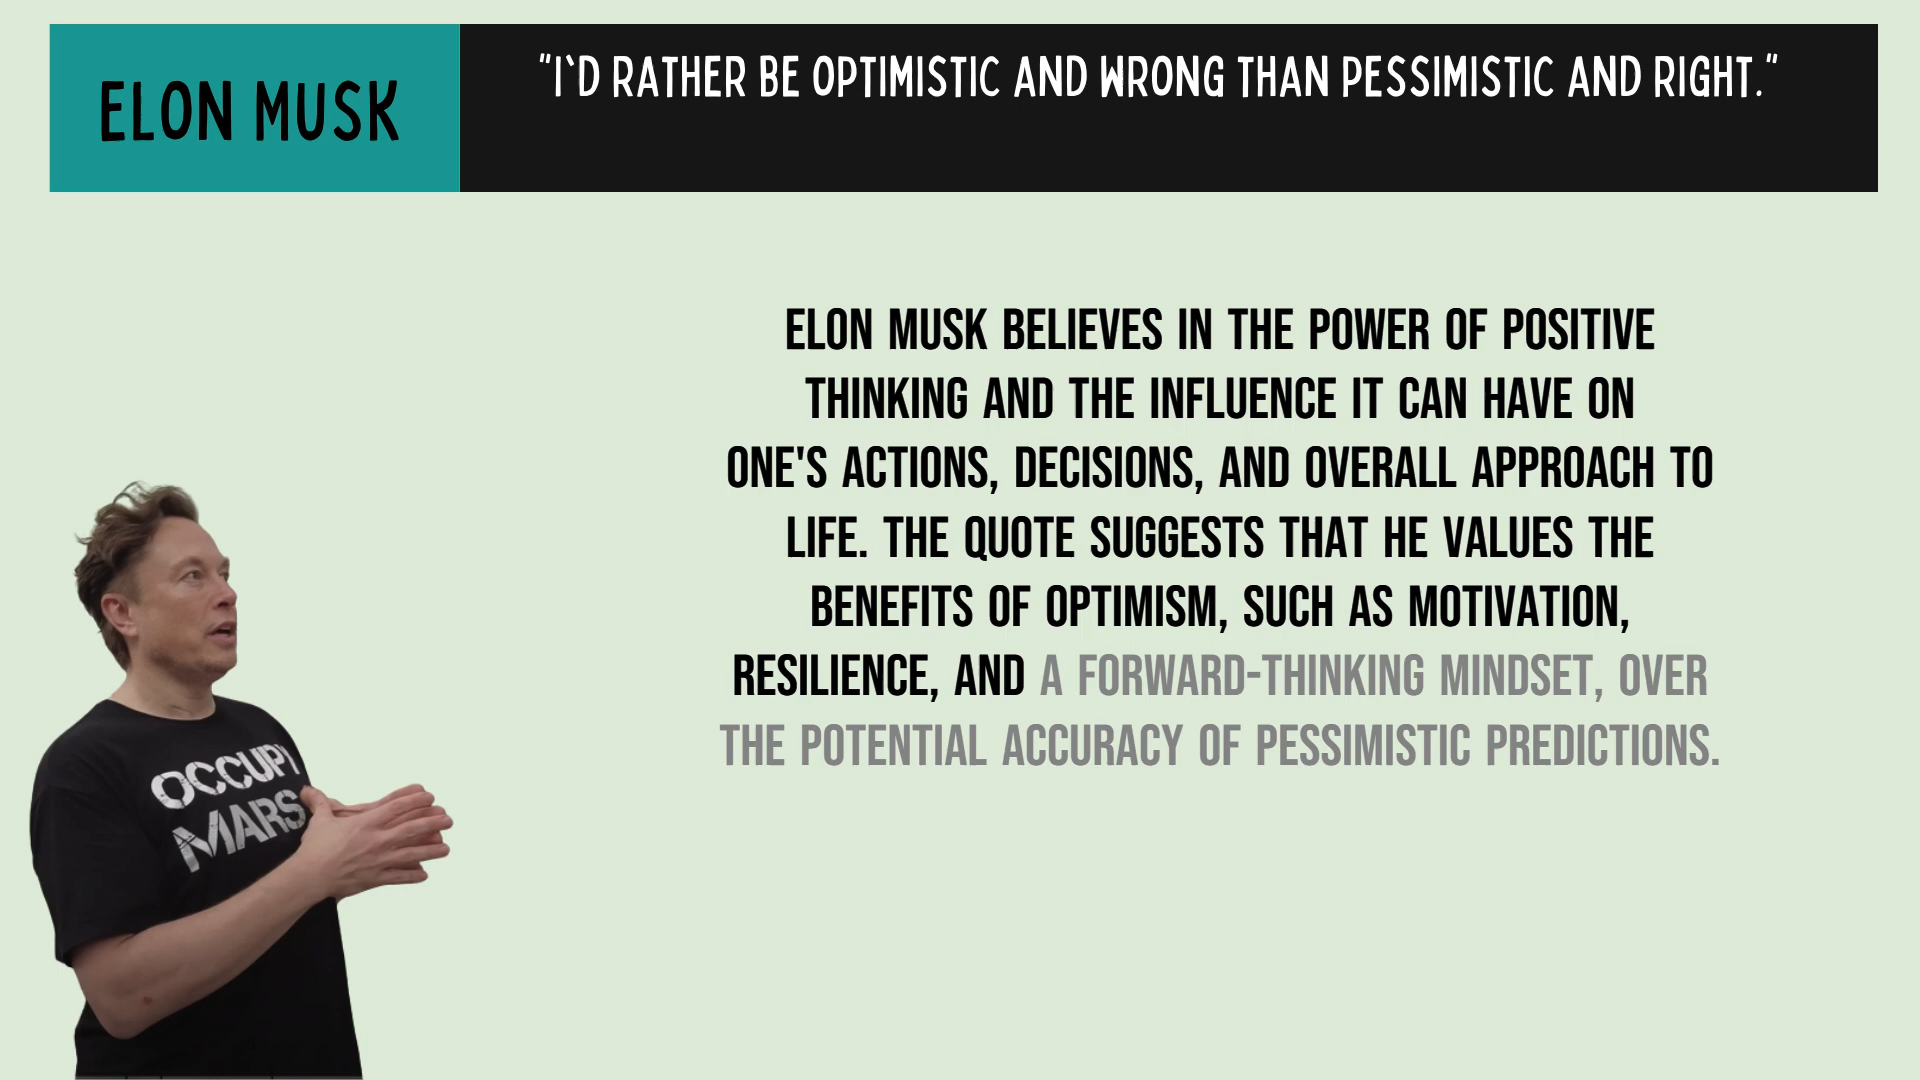 ELON MUSK
"I`D RATHER BE OPTIMISTIC AND WRONG THAN PESSIMISTIC AND RIGHT."
ELON MUSK BELIEVES IN THE POWER OF POSITIVE
THINKING AND THE INFLUENCE IT CAN HAVE ON
ONE'S ACTIONS, DECISIONS, AND OVERALL APPROACH TO
LIFE. THE QUOTE SUGGESTS THAT HE VALUES THE
BENEFITS OF OPTIMISM, SUCH AS MOTIVATION,
RESILIENCE, AND A FORWARD-THINKING MINDSET, OVER
THE POTENTIAL ACCURACY OF PESSIMISTIC PREDICTIONS.
OCCUPY
MARS